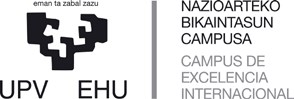 eman ta zabal zazu
UPV EHU
NAZIOARTEKO
BIKAINTASUN
CAMPUSA
CAMPUS DE
EXCELENCIA
INTERNACIONAL